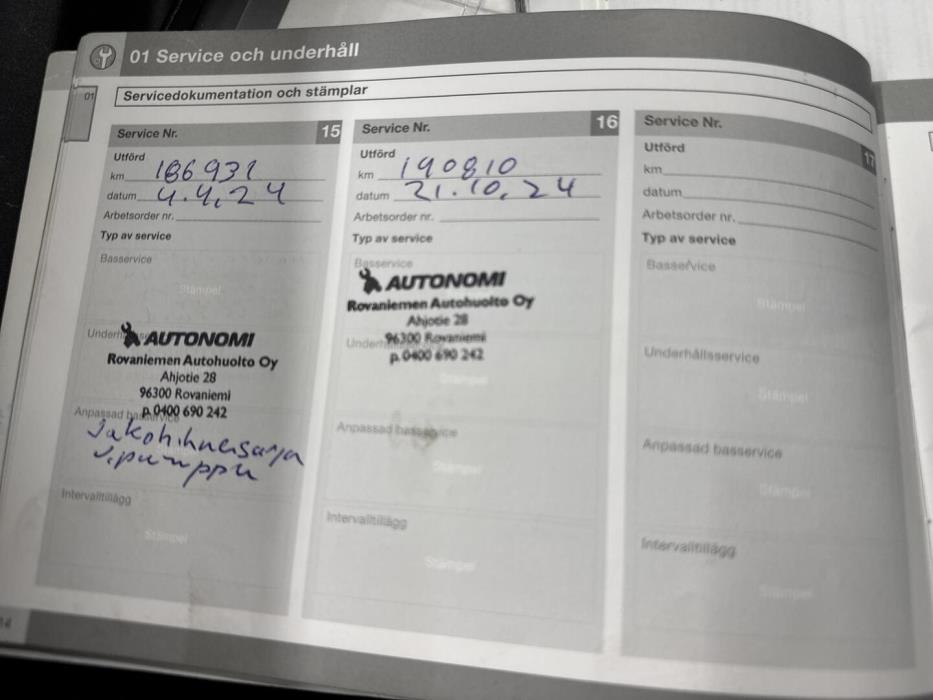 01 Service och underhåll
01
Servicedokumentation och stämplar
Service Nr. 15
Utförd
km 186931
datum 4.4.24
Arbetsorder nr.
Typ av service
Basservice
Stämpel
AUTONOMI
Rovaniemen Autohuolto Oy
Ahjotie 28
96300 Rovaniemi
p. 0400 690 242
Anpassad basservice
Jakohihnasarja
v.pumppu
Intervalltillägg
Stämpel
Service Nr. 16
Utförd
km 190810
datum 21.10.24
Arbetsorder nr.
Typ av service
Basservice
AUTONOMI
Rovaniemen Autohuolto Oy
Ahjotie 28
96300 Rovaniemi
p. 0400 690 242
Stämpel
Anpassad basservice
Stämpel
Intervalltillägg
Stämpel
Service Nr. 17
Utförd
km
datum
Arbetsorder nr.
Typ av service
Basservice
Stämpel
Underhållsservice
Stämpel
Anpassad basservice
Stämpel
Intervalltillägg
Stämpel